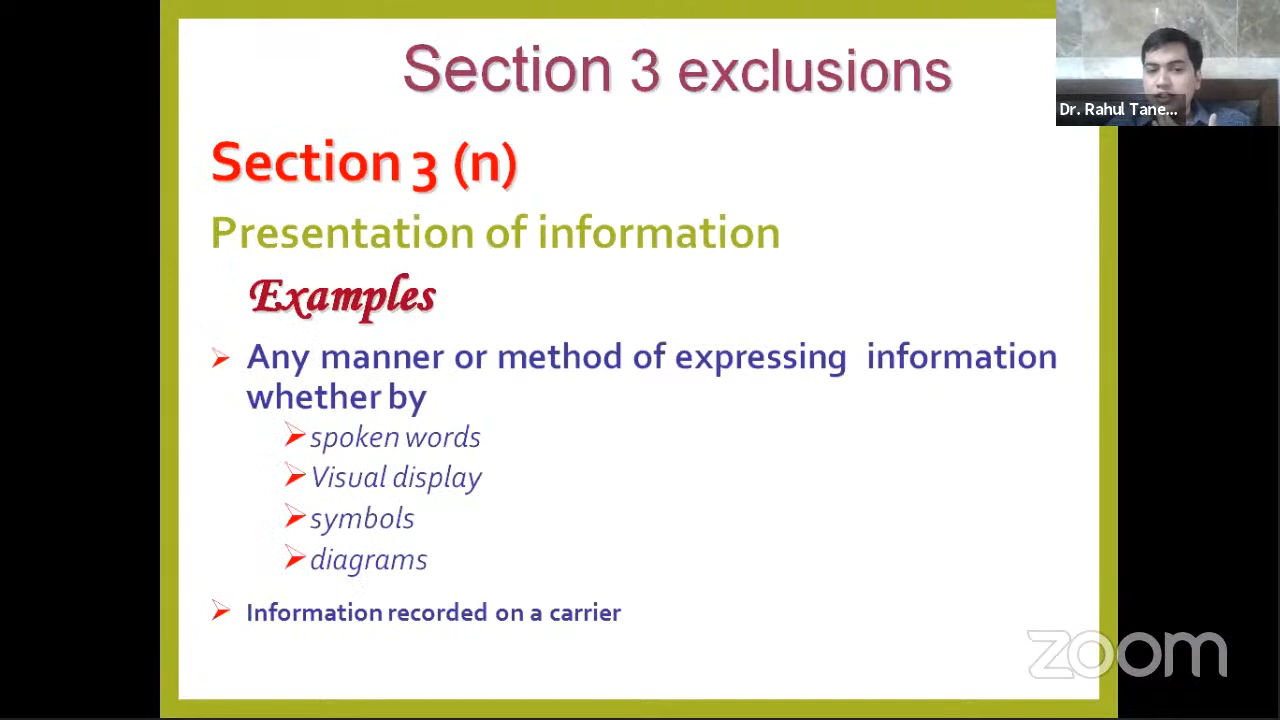 Section 3 exclusions
Dr. Rahul Tane...
Section 3 (n)
Presentation of information
Examples
Any manner or method of expressing information
whether by
spoken words
Visual display
symbols
diagrams
Information recorded on a carrier
zoom